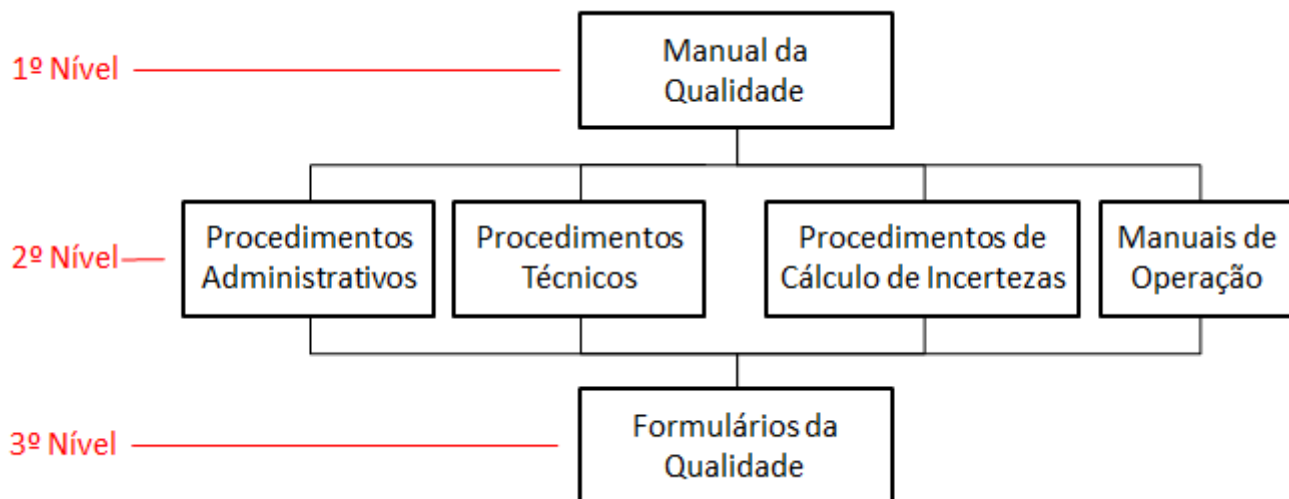 1º Nível
Manual da
Qualidade
2º Nível
Procedimentos
Administrativos
Procedimentos
Técnicos
Procedimentos de
Cálculo de Incertezas
Manuais de
Operação
3º Nível
Formulários da
Qualidade